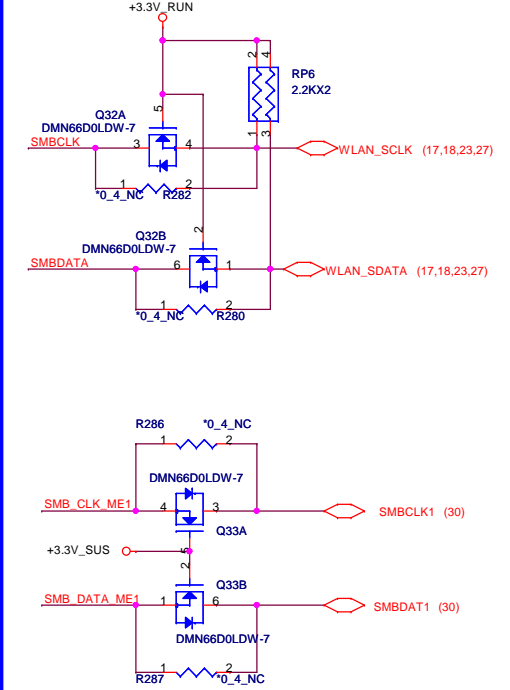 +3.3V_RUN
2 4
RP6
2.2KX2
5
Q32A
DMN66D0LDW-7
1 3
SMBCLK 3 4 WLAN_SCLK (17,18,23,27)
1 2
*0_4_NC R282
2
Q32B
DMN66D0LDW-7
SMBDATA 6 1 WLAN_SDATA (17,18,23,27)
1 2
*0_4_NC R280
R286 *0_4_NC
1 2
DMN66D0LDW-7
SMB_CLK_ME1 4 3 SMBCLK1 (30)
Q33A
+3.3V_SUS 5
2
Q33B
SMB_DATA_ME1 1 6 SMBDAT1 (30)
DMN66D0LDW-7
1 2
R287 *0_4_NC